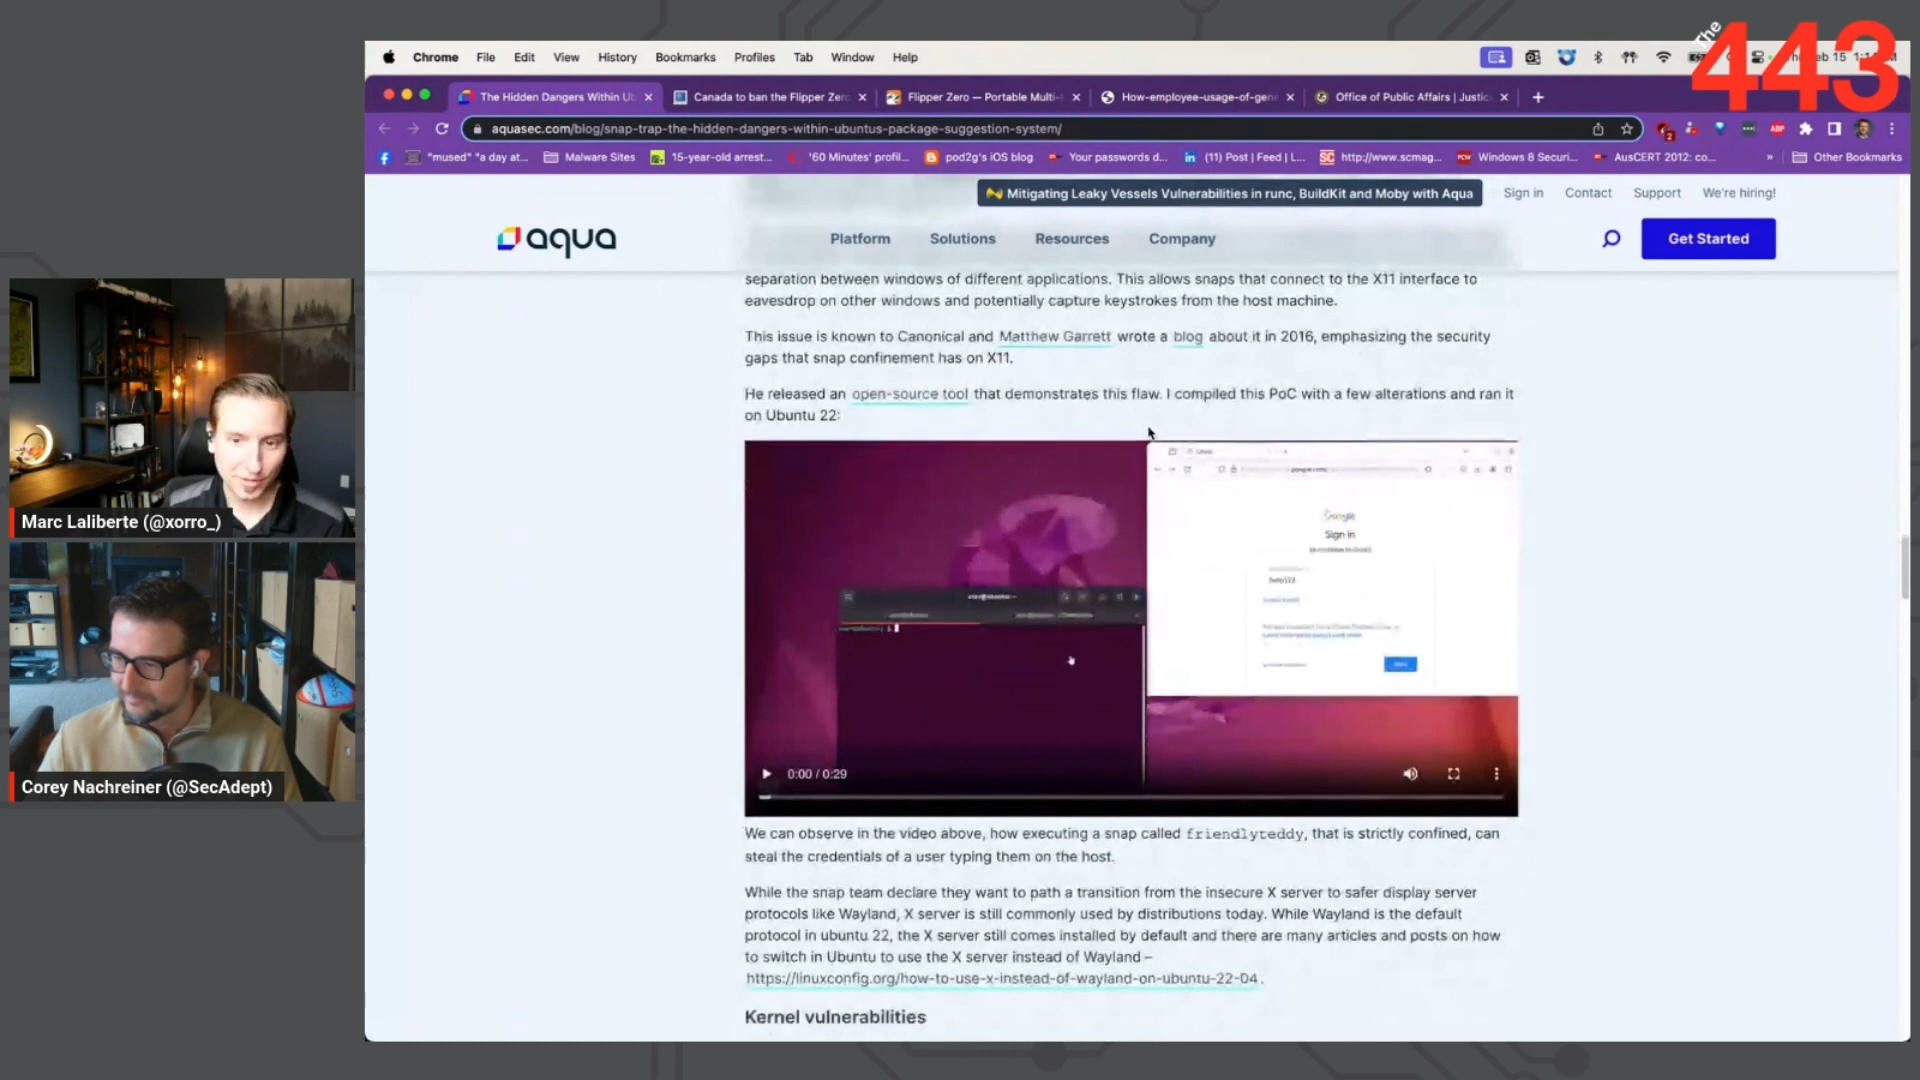 The
443
Chrome File Edit View History Bookmarks Profiles Tab Window Help
The Hidden Dangers Within Ub
Canada to ban the Flipper Zero
Flipper Zero — Portable Multi-
How-employee-usage-of-gene
Office of Public Affairs | Justic
aquasec.com/blog/snap-trap-the-hidden-dangers-within-ubuntus-package-suggestion-system/
"mused" "a day at...
Malware Sites
15-year-old arrest...
'60 Minutes' profil...
pod2g's iOS blog
Your passwords d...
(11) Post | Feed | L...
http://www.scmag...
Windows 8 Securi...
AusCERT 2012: co...
»
Other Bookmarks
Mitigating Leaky Vessels Vulnerabilities in runc, BuildKit and Moby with Aqua
Sign in Contact Support We're hiring!
aqua
Platform Solutions Resources Company
Get Started
separation between windows of different applications. This allows snaps that connect to the X11 interface to
eavesdrop on other windows and potentially capture keystrokes from the host machine.
This issue is known to Canonical and Matthew Garrett wrote a blog about it in 2016, emphasizing the security
gaps that snap confinement has on X11.
He released an open-source tool that demonstrates this flaw. I compiled this PoC with a few alterations and ran it
on Ubuntu 22:
Google
Sign in
0:00 / 0:29
We can observe in the video above, how executing a snap called friendlyteddy, that is strictly confined, can
steal the credentials of a user typing them on the host.
While the snap team declare they want to path a transition from the insecure X server to safer display server
protocols like Wayland, X server is still commonly used by distributions today. While Wayland is the default
protocol in ubuntu 22, the X server still comes installed by default and there are many articles and posts on how
to switch in Ubuntu to use the X server instead of Wayland –
https://linuxconfig.org/how-to-use-x-instead-of-wayland-on-ubuntu-22-04.
Kernel vulnerabilities
Marc Laliberte (@xorro_)
Corey Nachreiner (@SecAdept)